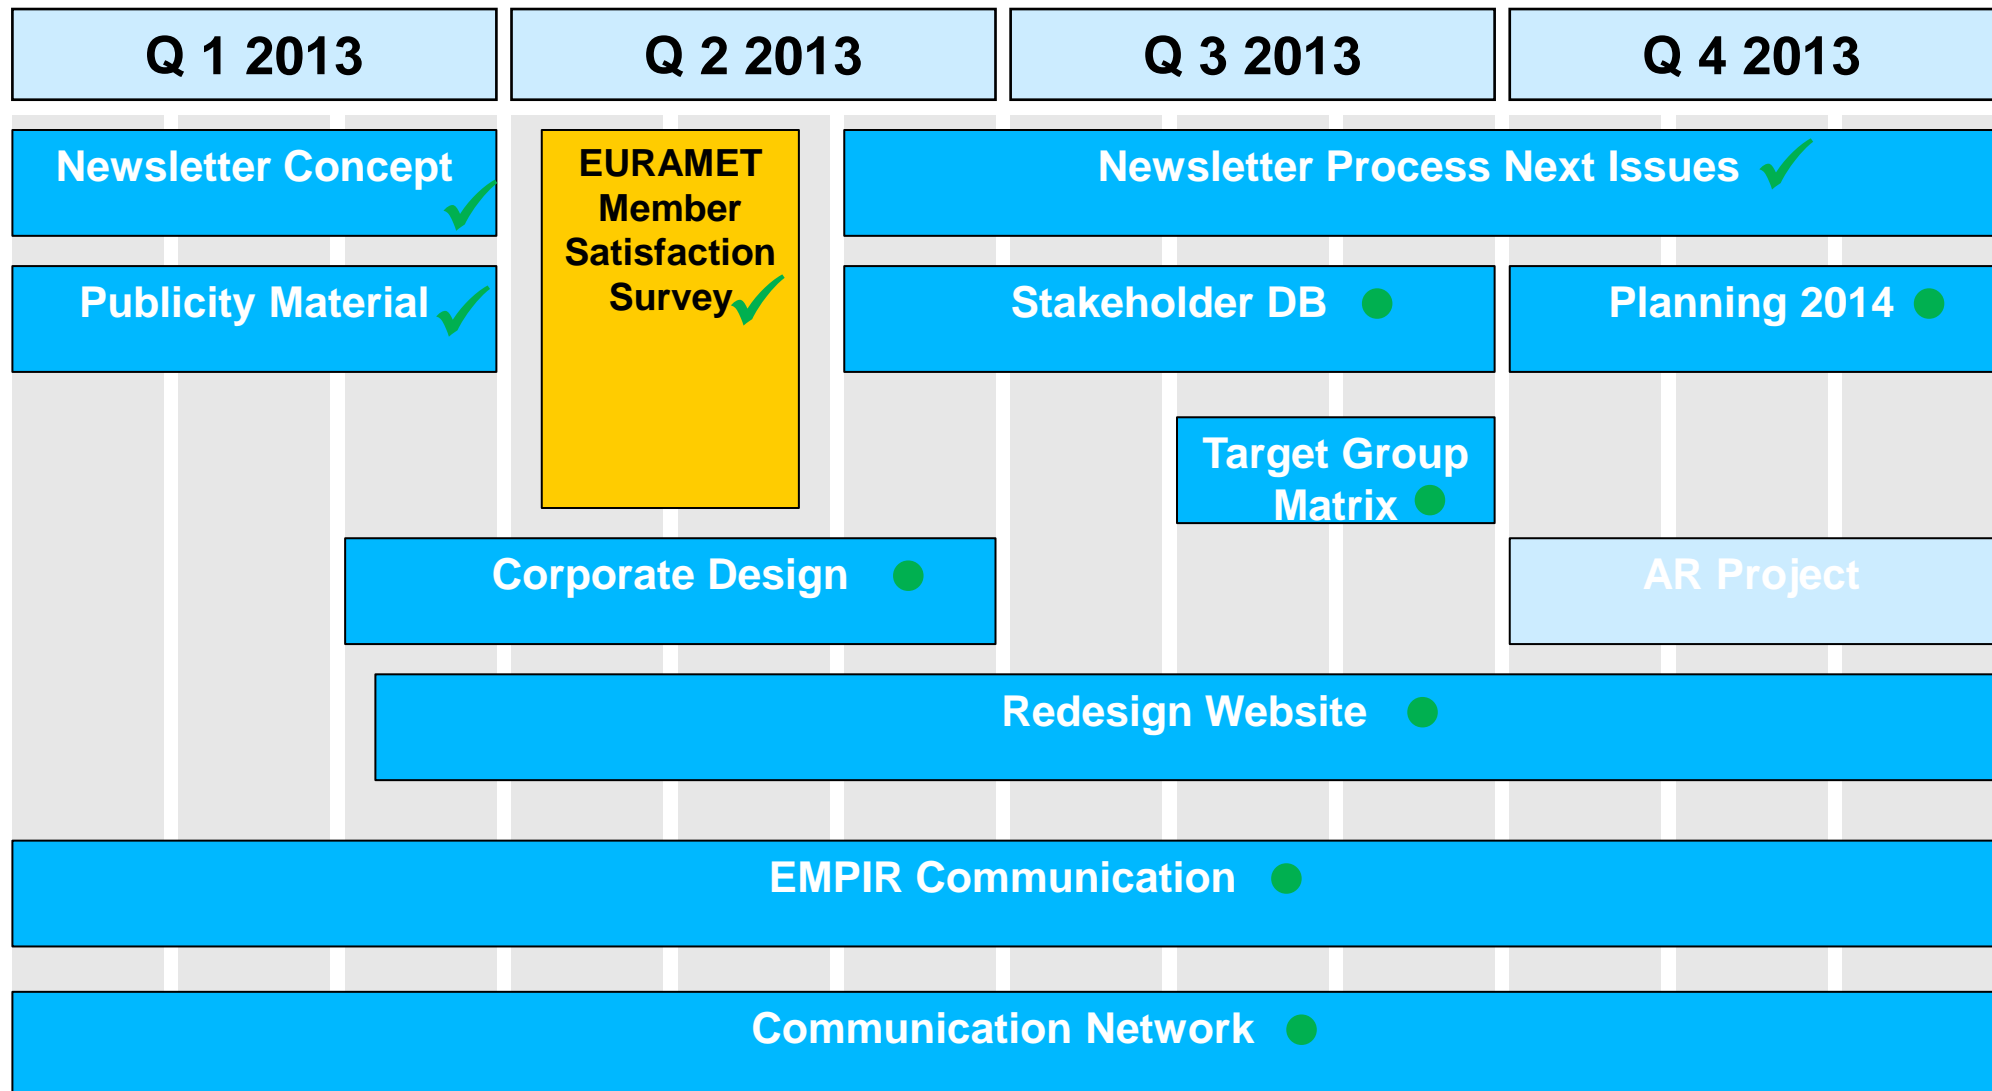 Q 1 2013
Q 2 2013
Q 3 2013
Q 4 2013
Newsletter Concept
EURAMET
Member
Satisfaction
Survey
Newsletter Process Next Issues
Publicity Material
Stakeholder DB
Planning 2014
Target Group
Matrix
Corporate Design
AR Project
Redesign Website
EMPIR Communication
Communication Network